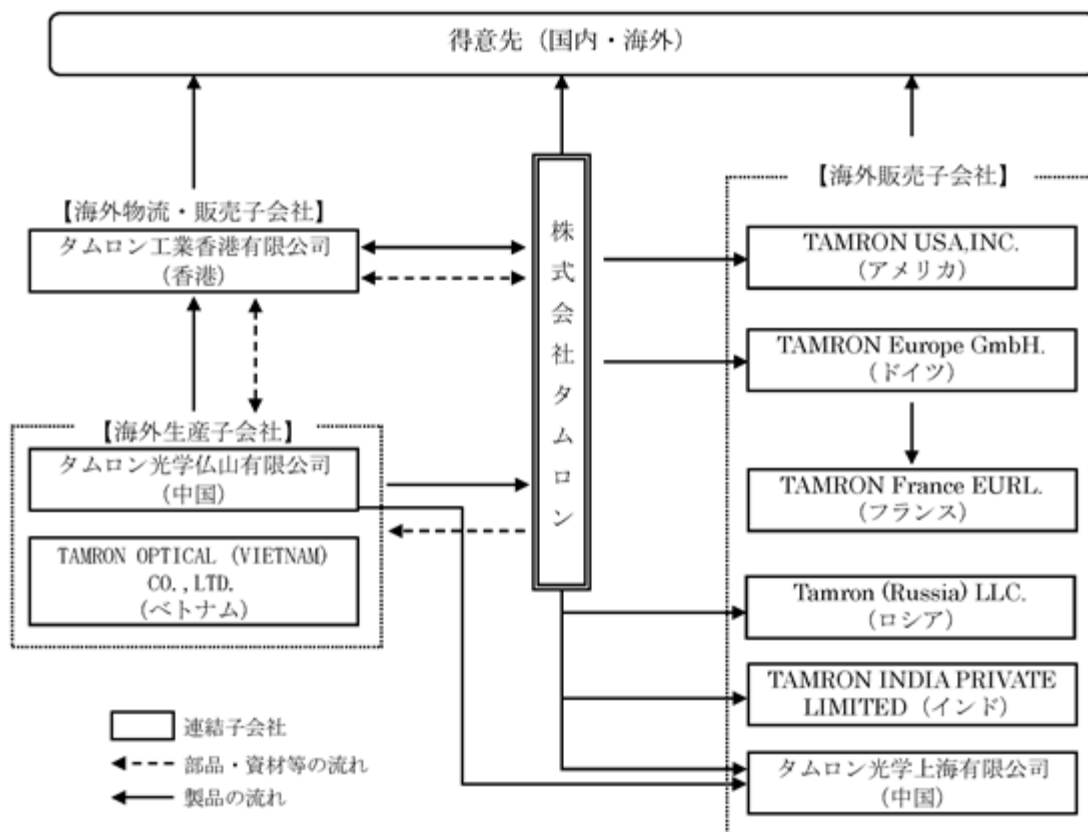 得意先（国内・海外）
【海外物流・販売子会社】
タムロン工業香港有限公司
（香港）
【海外生産子会社】
タムロン光学仏山有限公司
（中国）
TAMRON OPTICAL (VIETNAM)
CO.,LTD.
（ベトナム）
株式会社タムロン
【海外販売子会社】
TAMRON USA,INC.
（アメリカ）
TAMRON Europe GmbH.
（ドイツ）
TAMRON France EURL.
（フランス）
Tamron (Russia) LLC.
（ロシア）
TAMRON INDIA PRIVATE
LIMITED（インド）
タムロン光学上海有限公司
（中国）
連結子会社
部品・資材等の流れ
製品の流れ